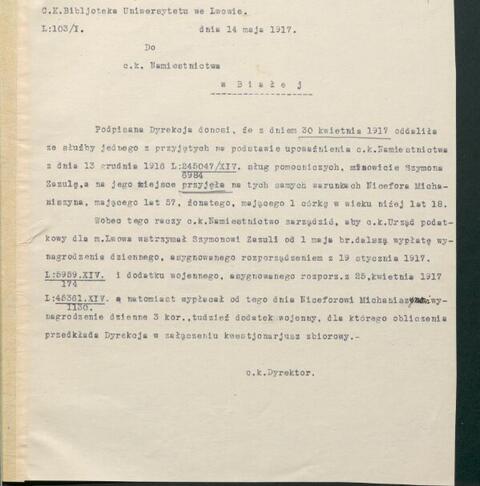 C.K.Bibljoteka Uniwersytetu we Lwowie.
L:103/I. dnia 14 maja 1917.
Do
c.k. Namiestnictwa
w Białej
Podpisana Dyrekcja donosi, że z dniem 30 kwietnia 1917 oddaliła
ze służby jednego z przyjętych na podstawie upoważnienia c.k.Namiestnictwa
z dnia 13 grudnia 1916 L:245047/XIV. sług pomocniczych, mianowicie Szymona
6984
Zazulę,a na jego miejsce przyjęła na tych samych warunkach Nicefora Micha-
niszyna, mającego lat 57, żonatego, mającego 1 córkę w wieku niżej lat 18.
Wobec tego raczy c.k.Namiestnictwo zarządzić, aby c.k.Urząd podat-
kowy dla m.Lwowa wstrzymał Szymonowi Zazuli od 1 maja br.dalszą wypłatę wy-
nagrodzenia dziennego, asygnowanego rozporządzeniem z 19 stycznia 1917.
L:5959.XIV. i dodatku wojennego, asygnowanego rozporz.z 25,kwietnia 1917
174
L:45361.XIV. a natomiast wypłacał od tego dnia Niceforowi wy-
1130.
nagrodzenie dzienne 3 kor.,tudzież dodatek wojenny, dla którego obliczenia
przedkłada Dyrekcja w załączeniu kwestjonarjusz zbiorowy.-
c.k.Dyrektor.